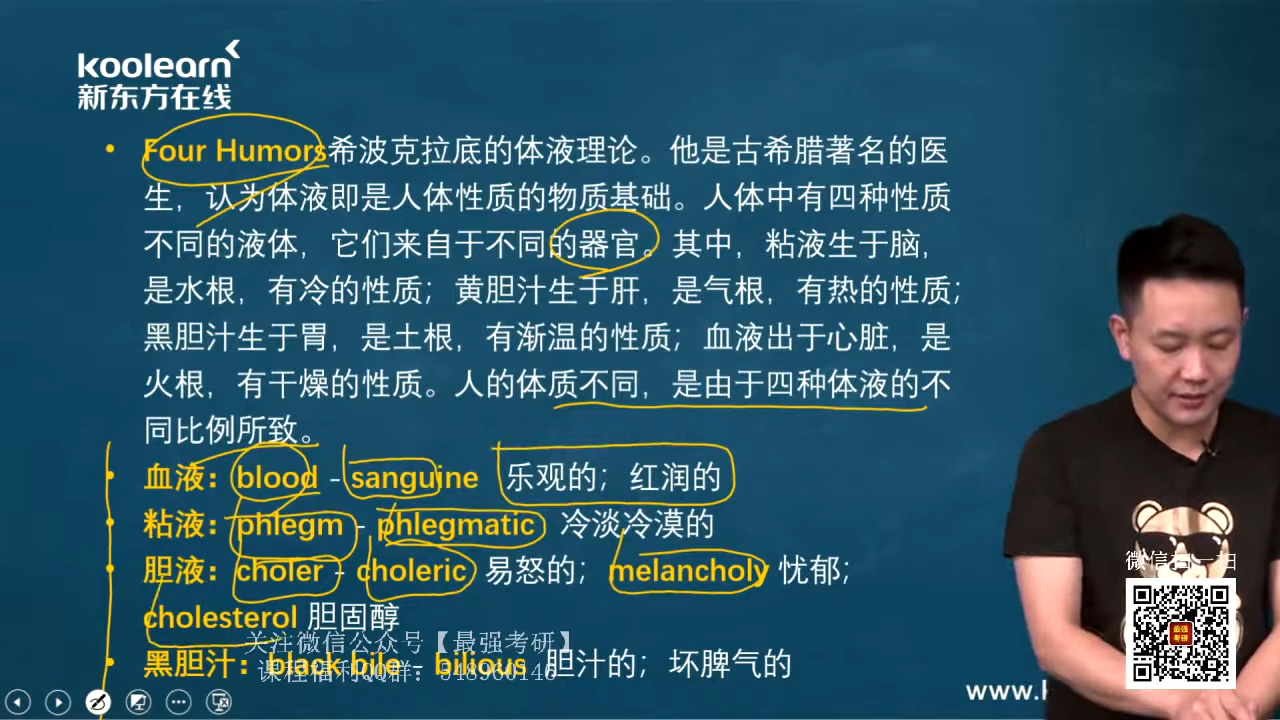 koolearn
新东方在线
• Four Humors希波克拉底的体液理论。他是古希腊著名的医
生，认为体液即是人体性质的物质基础。人体中有四种性质
不同的液体，它们来自于不同的器官。其中，粘液生于脑，
是水根，有冷的性质；黄胆汁生于肝，是气根，有热的性质；
黑胆汁生于胃，是土根，有渐温的性质；血液出于心脏，是
火根，有干燥的性质。人的体质不同，是由于四种体液的不
同比例所致。
• 血液：blood - sanguine 乐观的；红润的
• 粘液：phlegm - phlegmatic 冷淡冷漠的
• 胆液：choler - choleric 易怒的；melancholy 忧郁；
cholesterol 胆固醇
关注微信公众号【最强考研】
• 黑胆汁：black bile - bilious 胆汁的；坏脾气的
课程福利QQ群：
微信扫一扫
最强
考研
www.